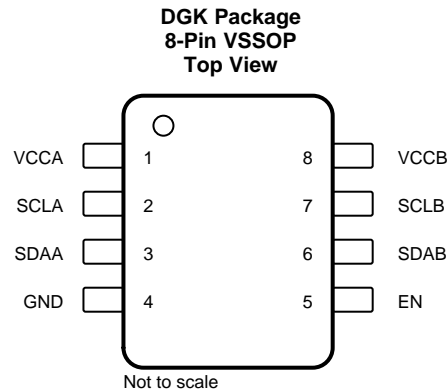 DGK Package
8-Pin VSSOP
Top View
VCCA 1 8 VCCB
SCLA 2 7 SCLB
SDAA 3 6 SDAB
GND 4 5 EN
Not to scale